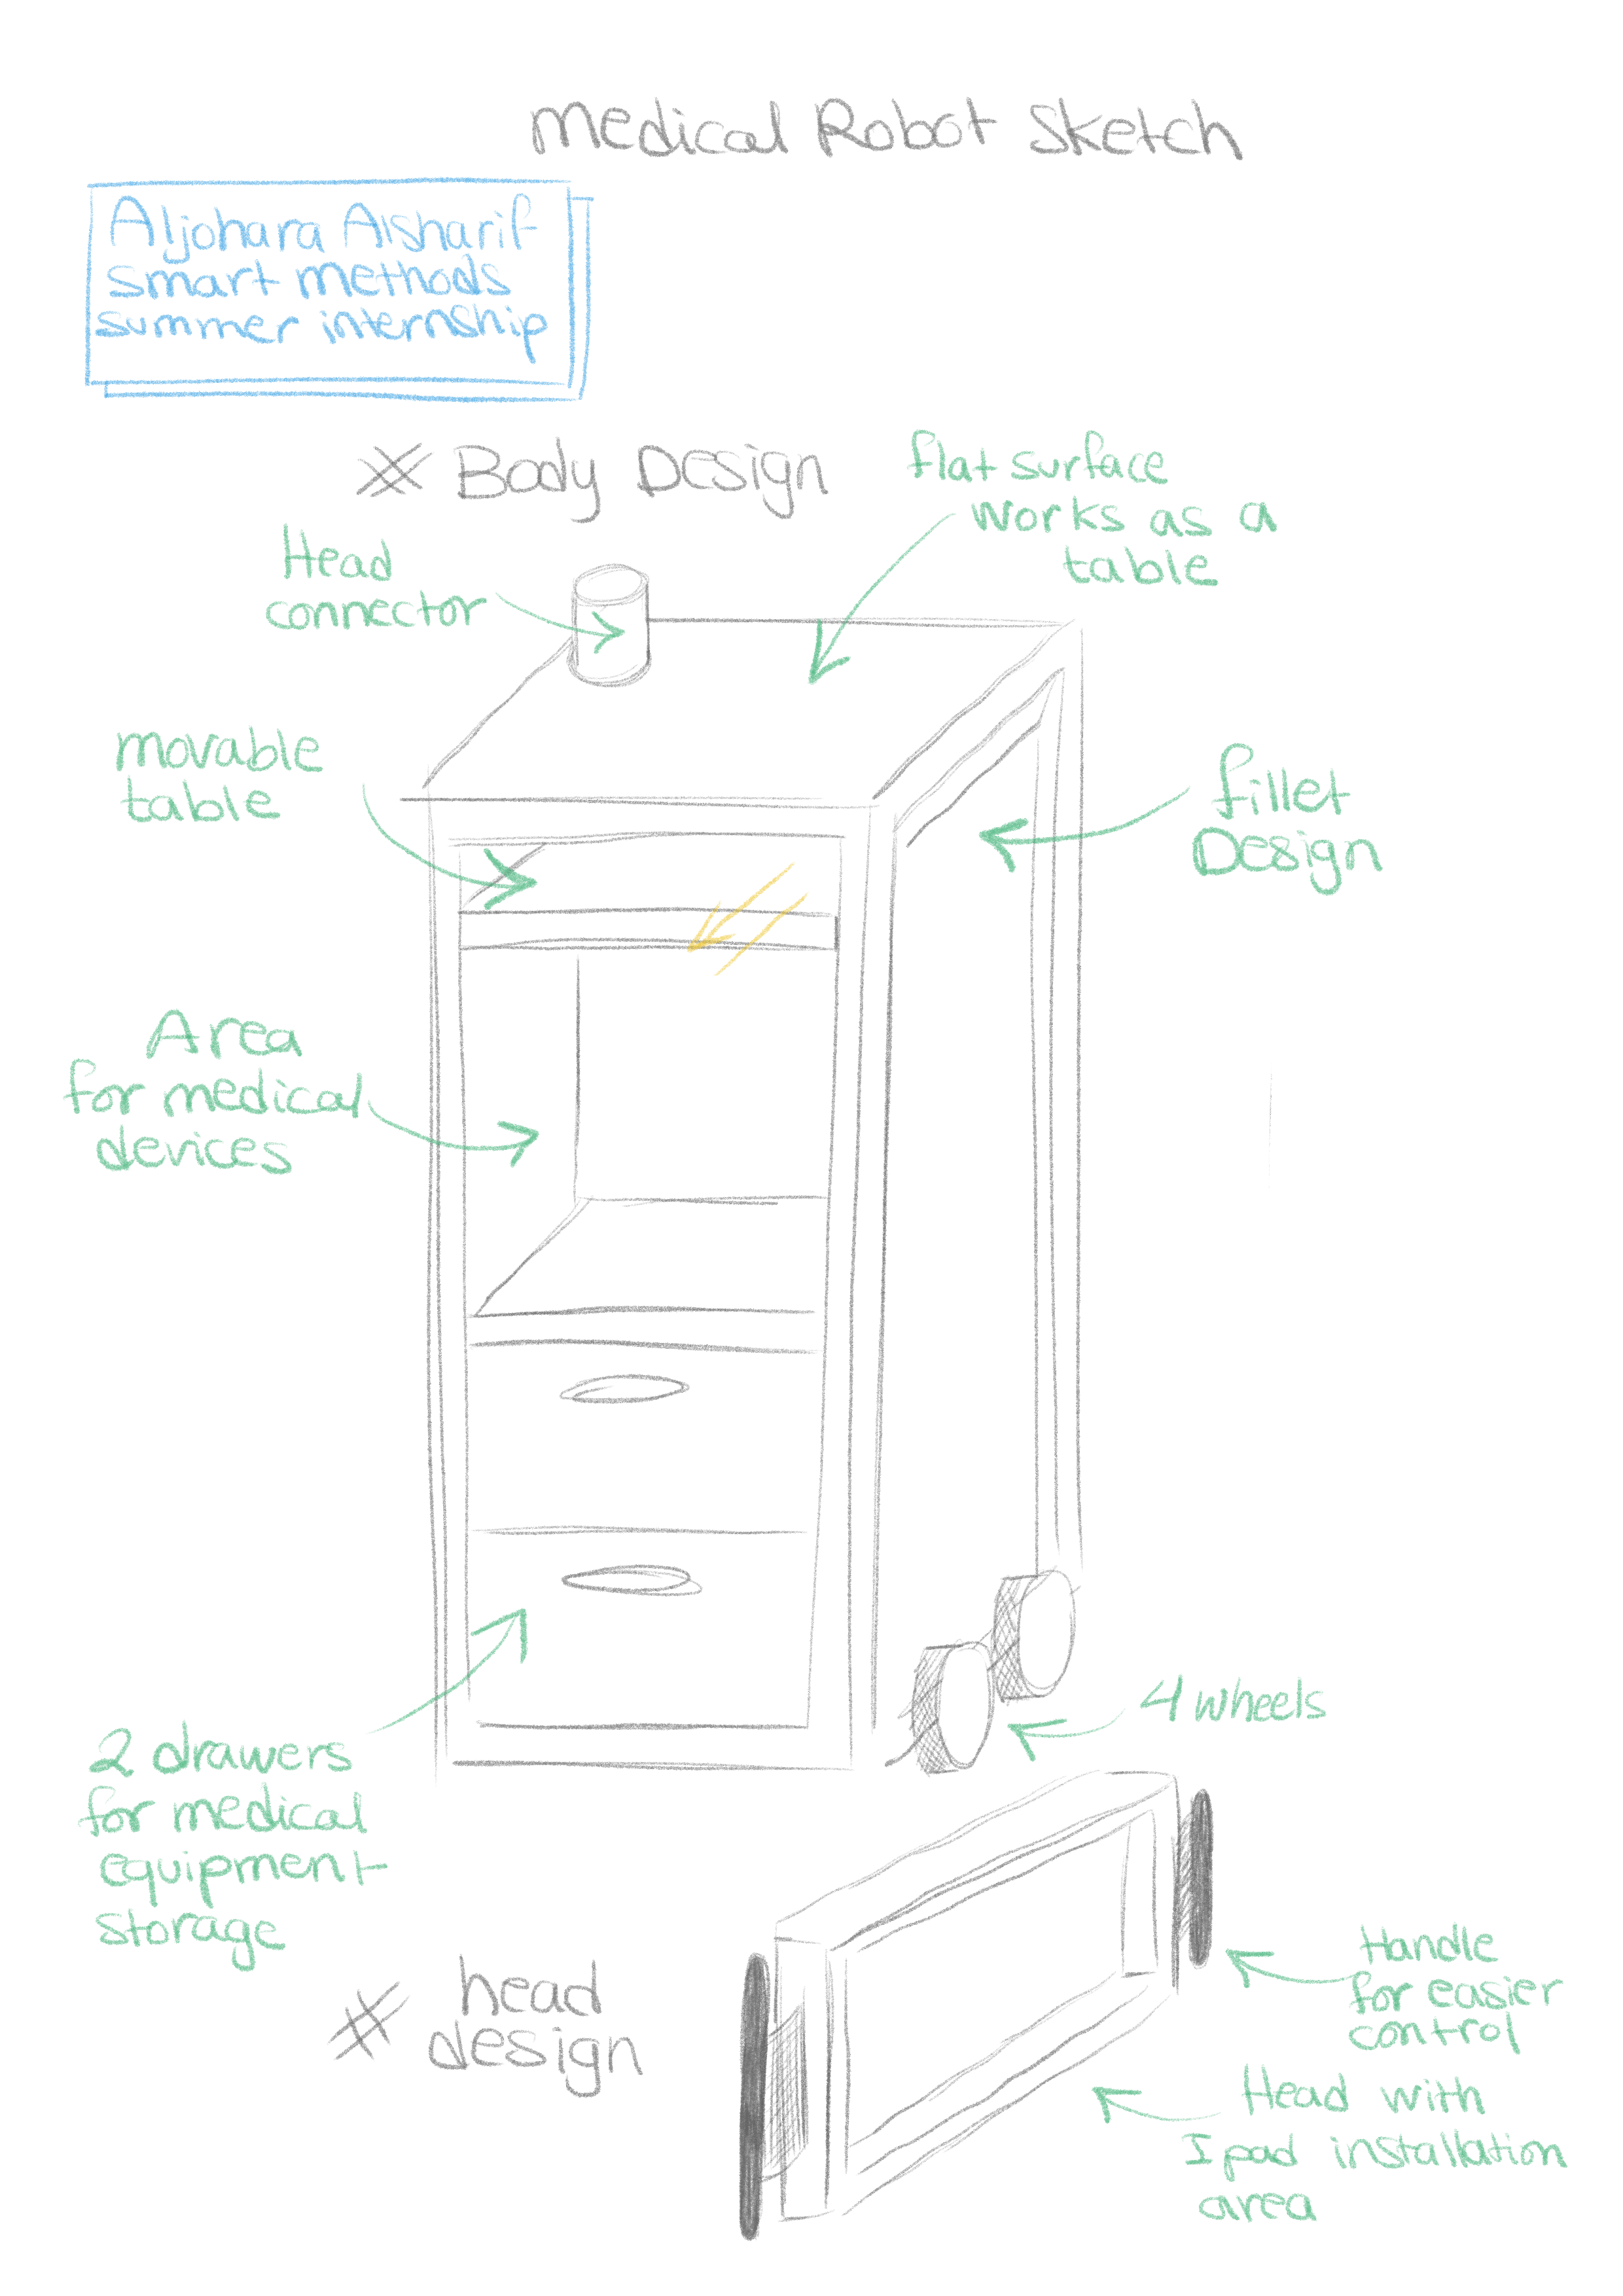 Medical Robot Sketch
Aljohara Alsharif
smart methods
summer internship
Body Design
flat surface
works as a
table
Head
connector
movable
table
fillet
Design
Area
for medical
devices
4 wheels
2 drawers
for medical
equipment
storage
head
design
Handle
for easier
control
Head with
Ipad installation
area